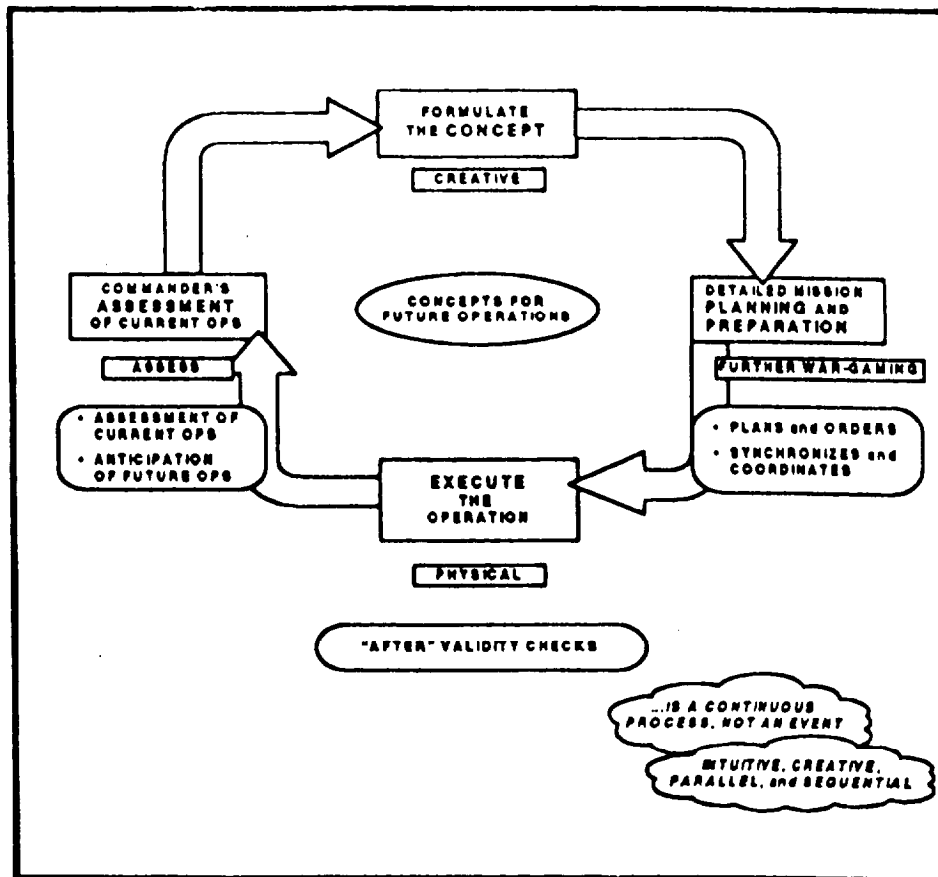 FORMULATE
THE CONCEPT
CREATIVE
COMMANDER'S
ASSESSMENT
OF CURRENT OPS
CONCEPTS FOR
FUTURE OPERATIONS
DETAILED MISSION
PLANNING AND
PREPARATION
ASSESS
FURTHER WAR-GAMING
• ASSESSMENT OF
CURRENT OPS
• ANTICIPATION
OF FUTURE OPS
• PLANS and ORDERS
• SYNCHRONIZES and
COORDINATES
EXECUTE
THE
OPERATION
PHYSICAL
"AFTER" VALIDITY CHECKS
...IS A CONTINUOUS
PROCESS, NOT AN EVENT
INTUITIVE, CREATIVE,
PARALLEL, and SEQUENTIAL